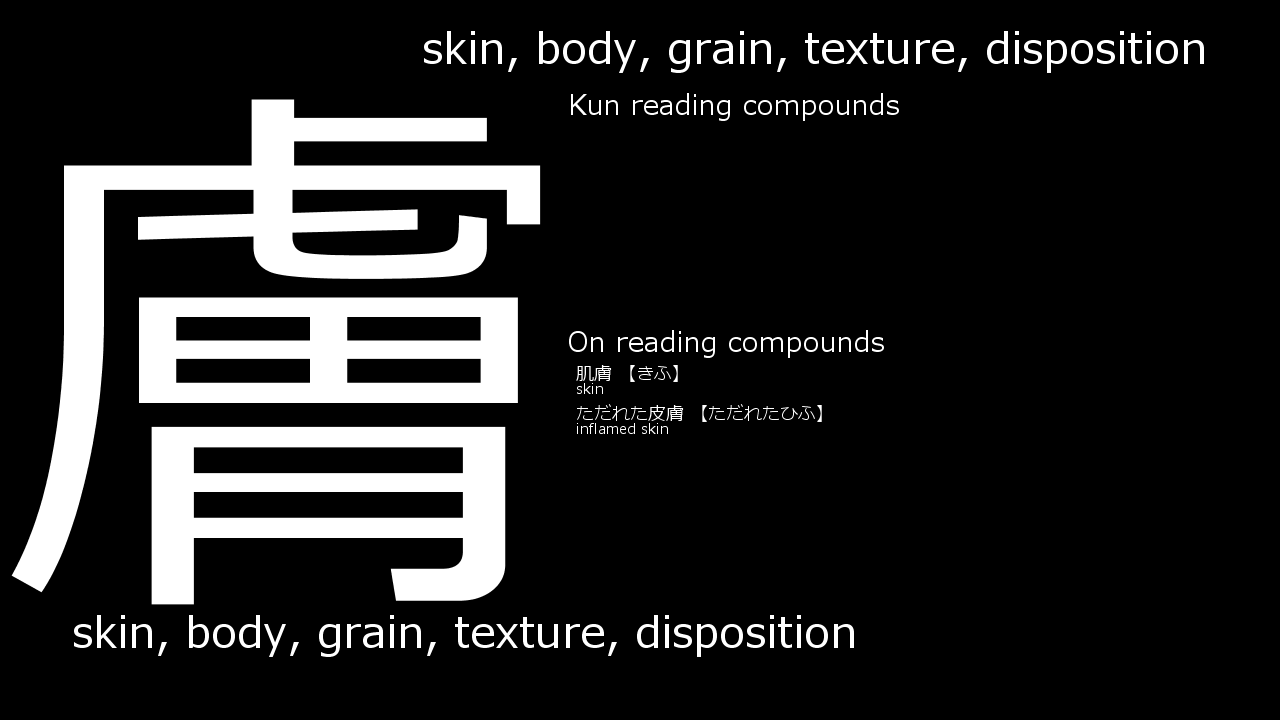 skin, body, grain, texture, disposition
膚
Kun reading compounds
On reading compounds
肌膚 【きふ】
skin
ただれた皮膚 【ただれたひふ】
inflamed skin
skin, body, grain, texture, disposition